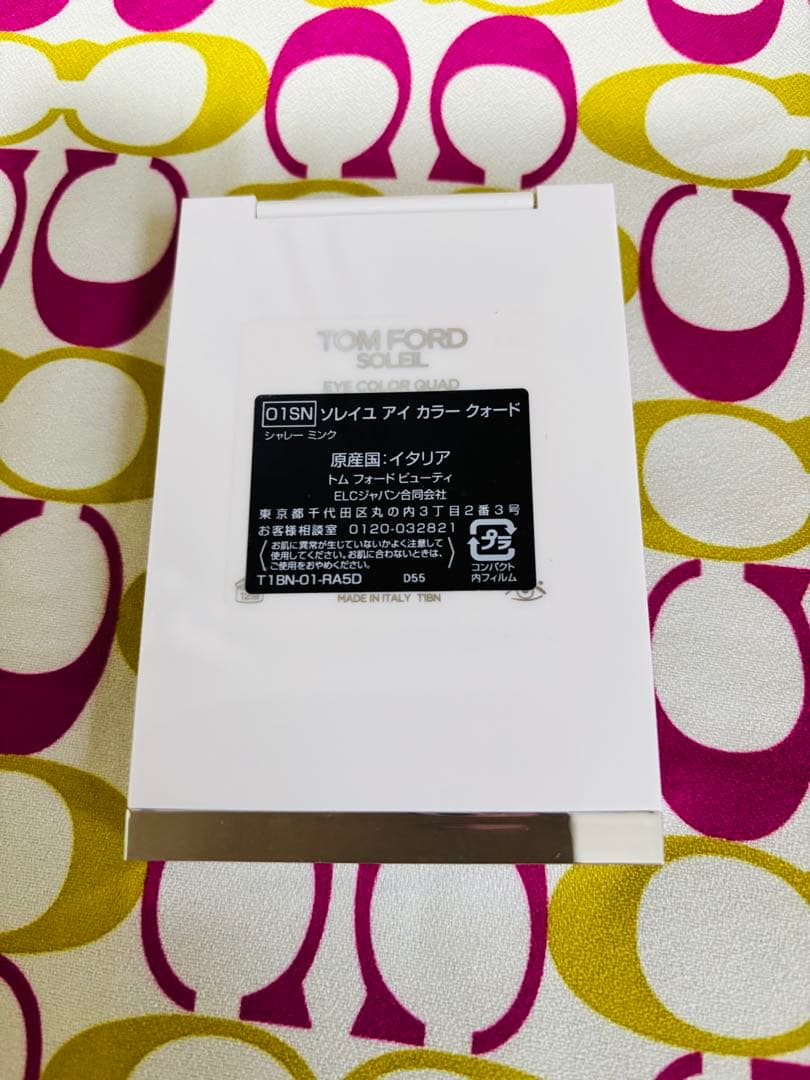 TOM FORD
SOLEIL
EYE COLOR QUAD
01SN ソレイユ アイ カラー クォード
シャレー ミンク
原産国:イタリア
トム フォード ビューティ
ELCジャパン合同会社
東京都千代田区丸の内3丁目2番3号
お客様相談室 0120-032821
お肌に異常が生じていないかよく注意して
使用してください。お肌に合わないときは、
ご使用をおやめください。
プラ
コンパクト
内フィルム
T1BN-01-RA5D D55
12M
MADE IN ITALY T1BN